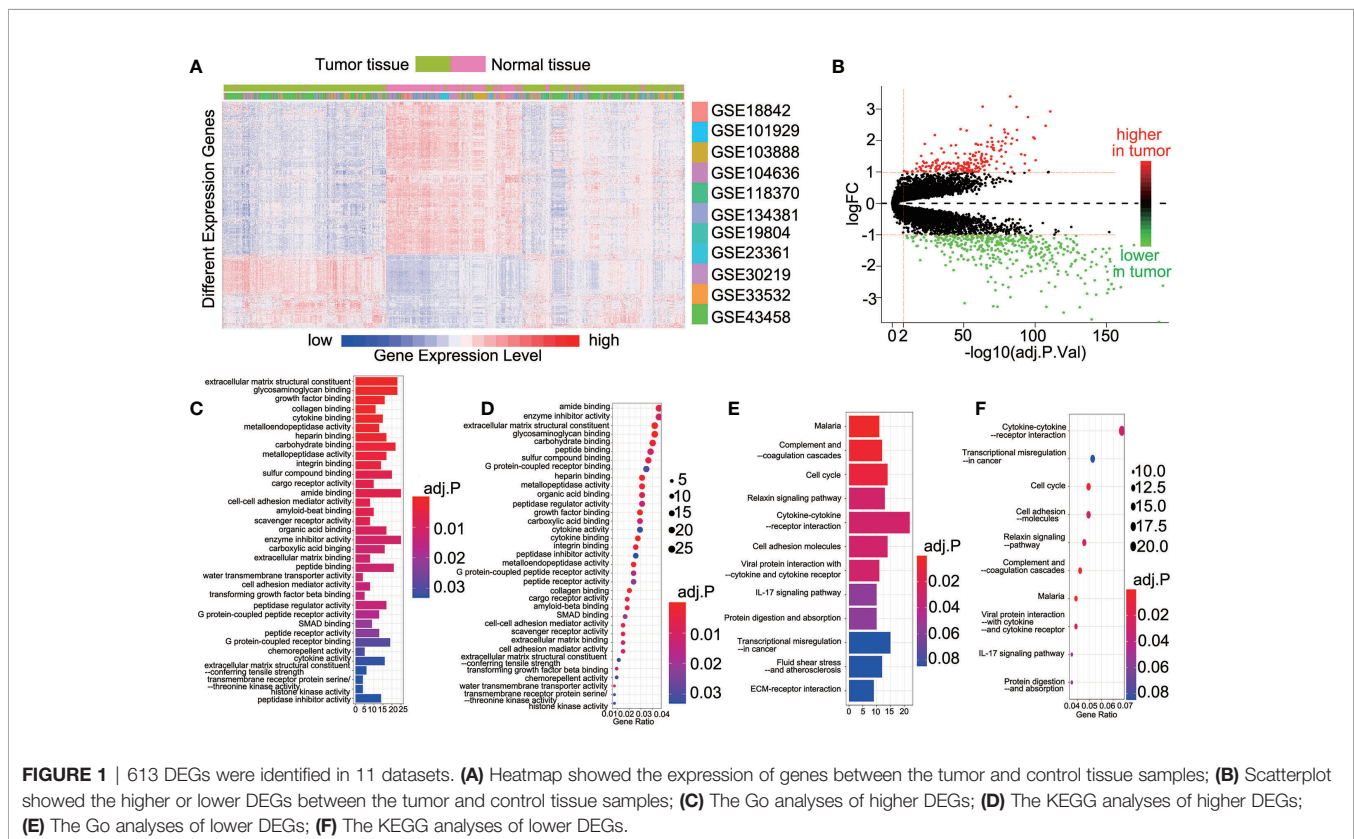 A
Tumor tissue
Normal tissue
Different Expression Genes
GSE18842
GSE101929
GSE103888
GSE104636
GSE118370
GSE134381
GSE19804
GSE23361
GSE30219
GSE33532
GSE43458
low
high
Gene Expression Level
B
3
2
1
0
-1
-2
-3
logFC
0 2 50 100 150
-log10(adj.P.Val)
higher
in tumor
lower
in tumor
C
extracellular matrix structural constituent
glycosaminoglycan binding
growth factor binding
collagen binding
cytokine binding
metalloendopeptidase activity
heparin binding
carbohydrate binding
metallopeptidase activity
integrin binding
sulfur compound binding
cargo receptor activity
amide binding
cell-cell adhesion mediator activity
amyloid-beat binding
scavenger receptor activity
organic acid binding
enzyme inhibitor activity
carboxylic acid bingding
extracellular matrix binding
peptide binding
water transmembrane transporter activity
cell adhesion mediator activity
transforming growth factor beta binding
peptidase regulator activity
G protein-coupled peptide receptor activity
SMAD binding
peptide receptor activity
G protein-coupled receptor binding
chemorepellent activity
cytokine activity
extracellular matrix structural constituent
--conferring tensile strength
transmembrane receptor protein serine/
--threonine kinase activity
histone kinase activity
peptidase inhibitor activity
0 5 10 15 20 25
adj.P
0.01
0.02
0.03
D
amide binding
enzyme inhibitor activity
extracellular matrix structural constituent
glycosaminoglycan binding
carbohydrate binding
peptide binding
sulfur compound binding
G protein-coupled receptor binding
heparin binding
metallopeptidase activity
organic acid binding
peptidase regulator activity
growth factor binding
carboxylic acid binding
cytokine activity
cytokine binding
integrin binding
peptidase inhibitor activity
metalloendopeptidase activity
G protein-coupled peptide receptor activity
peptide receptor activity
collagen binding
cargo receptor activity
amyloid-beta binding
SMAD binding
cell-cell adhesion mediator activity
scavenger receptor activity
extracellular matrix binding
cell adhesion mediator activity
extracellular matrix structural constituent
--conferring tensile strength
transforming growth factor beta binding
chemorepellent activity
water transmembrane transporter activity
transmembrane receptor protein serine/
--threonine kinase activity
histone kinase activity
0.01 0.02 0.03 0.04
Gene Ratio
5
10
15
20
25
adj.P
0.01
0.02
0.03
E
Malaria
Complement and
--coagulation cascades
Cell cycle
Relaxin signaling pathway
Cytokine-cytokine
--receptor interaction
Cell adhesion molecules
Viral protein interaction with
--cytokine and cytokine receptor
IL-17 signaling pathway
Protein digestion and absorption
Transcriptional misregulation
--in cancer
Fluid shear stress
--and atherosclerosis
ECM-receptor interaction
0 5 10 15 20
adj.P
0.02
0.04
0.06
0.08
F
Cytokine-cytokine
--receptor interaction
Transcriptional misregulation
--in cancer
Cell cycle
Cell adhesion
--molecules
Relaxin signaling
--pathway
Complement and
--coagulation cascades
Malaria
Viral protein interaction
--with cytokine
--and cytokine receptor
IL-17 signaling pathway
Protein digestion
--and absorption
0.04 0.05 0.06 0.07
Gene Ratio
10.0
12.5
15.0
17.5
20.0
adj.P
0.02
0.04
0.06
0.08
FIGURE 1 | 613 DEGs were identified in 11 datasets. (A) Heatmap showed the expression of genes between the tumor and control tissue samples; (B) Scatterplot
showed the higher or lower DEGs between the tumor and control tissue samples; (C) The Go analyses of higher DEGs; (D) The KEGG analyses of higher DEGs;
(E) The Go analyses of lower DEGs; (F) The KEGG analyses of lower DEGs.